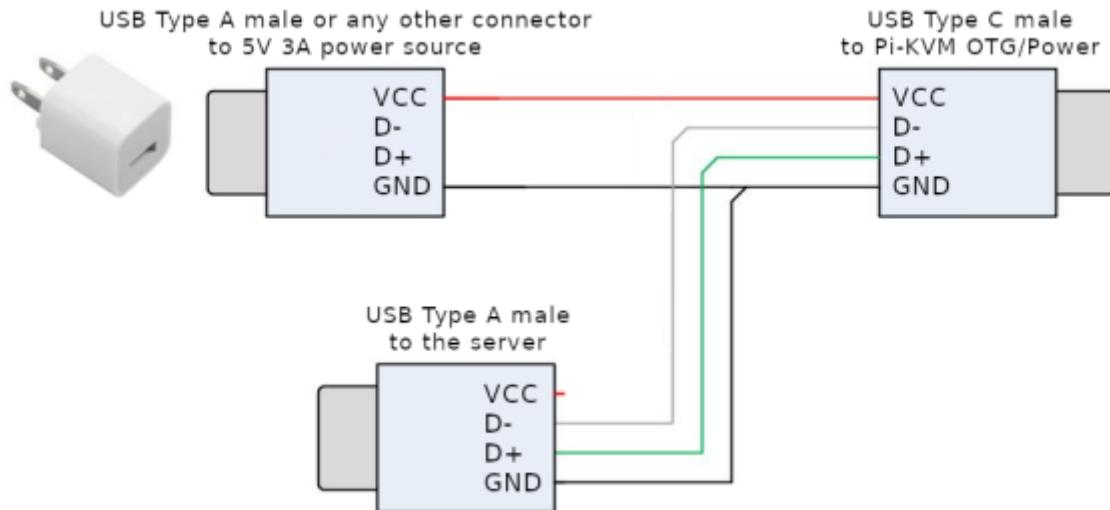 USB Type A male or any other connector
to 5V 3A power source
USB Type C male
to Pi-KVM OTG/Power
VCC
D-
D+
GND
VCC
D-
D+
GND
USB Type A male
to the server
VCC
D-
D+
GND